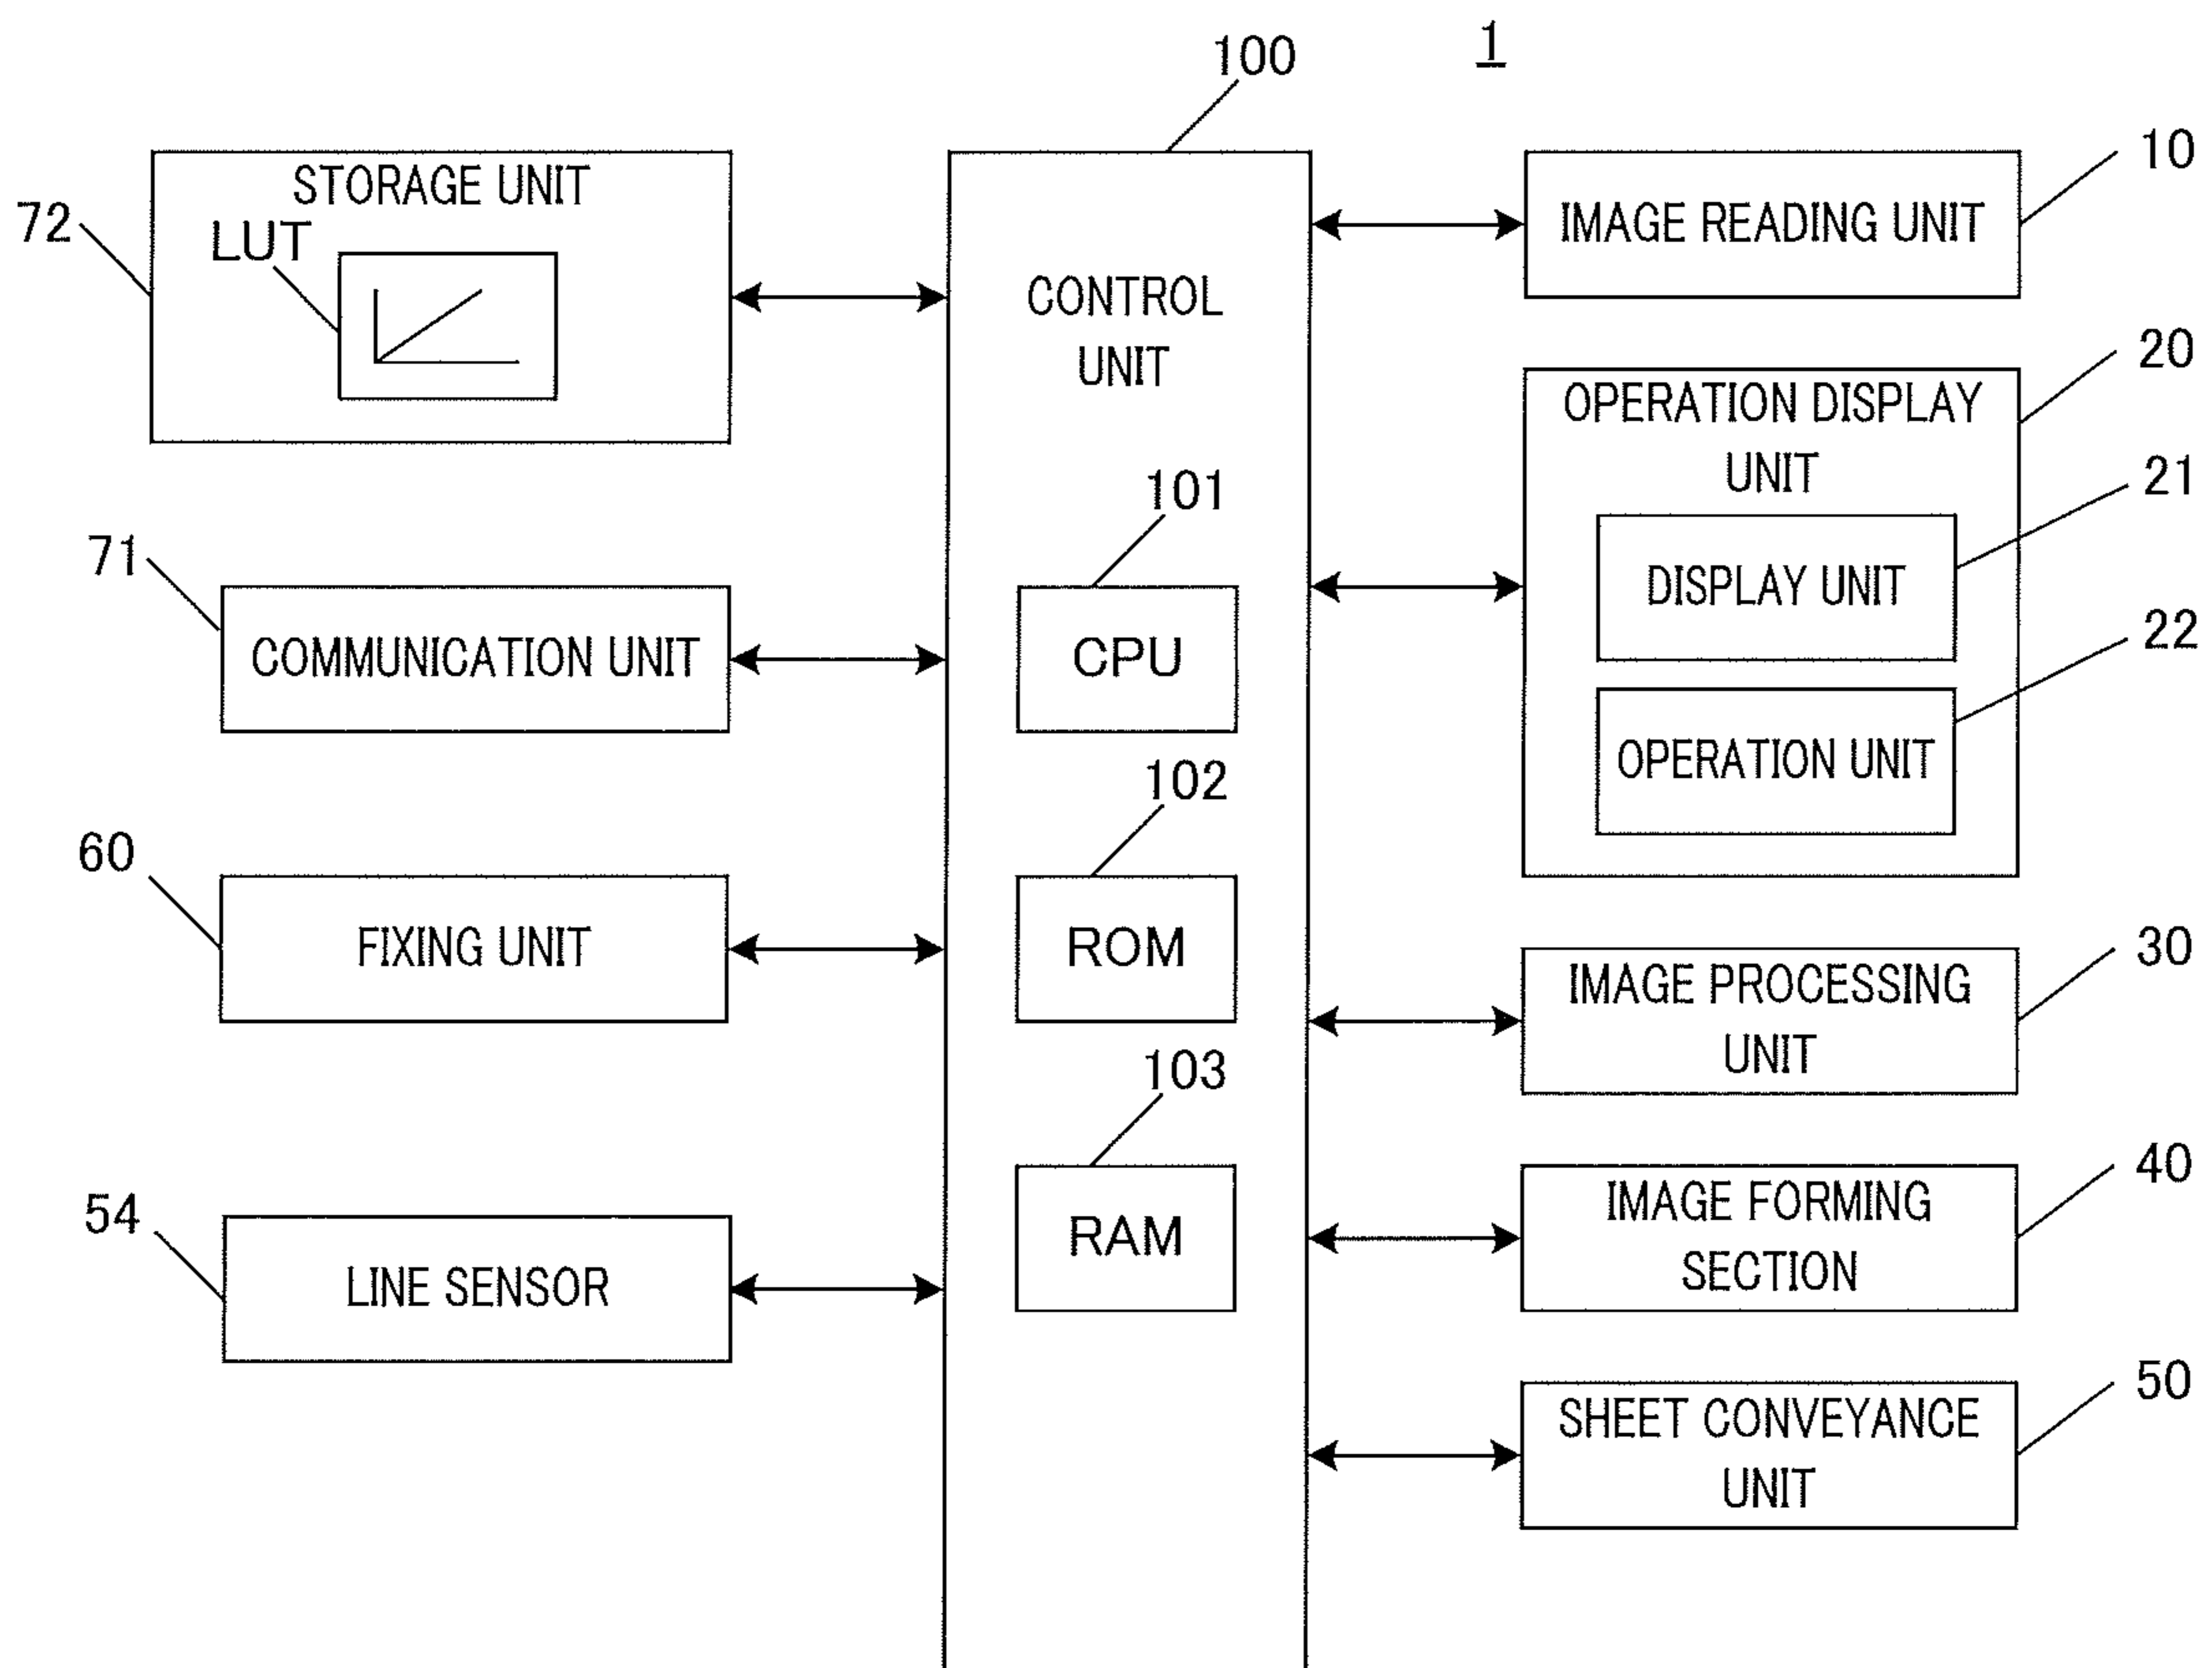 1
100
STORAGE UNIT
72
LUT
71
COMMUNICATION UNIT
60
FIXING UNIT
54
LINE SENSOR
CONTROL
UNIT
101
CPU
102
ROM
103
RAM
10
IMAGE READING UNIT
20
OPERATION DISPLAY
UNIT
21
DISPLAY UNIT
22
OPERATION UNIT
30
IMAGE PROCESSING
UNIT
40
IMAGE FORMING
SECTION
50
SHEET CONVEYANCE
UNIT